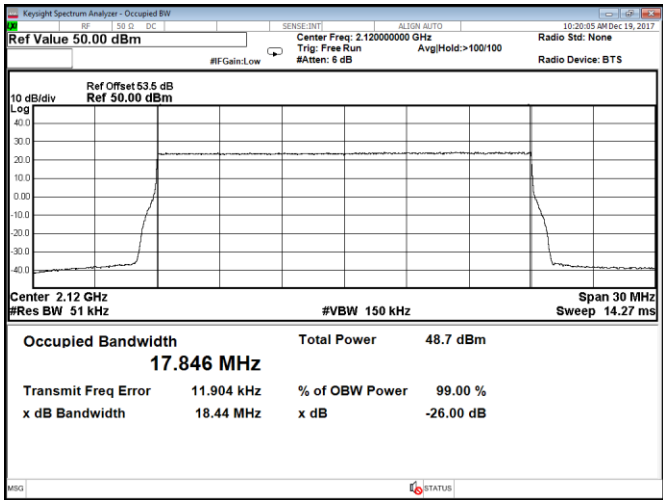 Keysight Spectrum Analyzer - Occupied BW
RF 50 Ω DC SENSE:INT ALIGN AUTO 10:20:05 AM Dec 19, 2017
Ref Value 50.00 dBm
Center Freq: 2.120000000 GHz
Radio Std: None
Trig: Free Run Avg|Hold:>100/100
#IFGain:Low #Atten: 6 dB Radio Device: BTS
Ref Offset 53.5 dB
10 dB/div Ref 50.00 dBm
Log
40.0
30.0
20.0
10.0
0.00
-10.0
-20.0
-30.0
-40.0
Center 2.12 GHz Span 30 MHz
#Res BW 51 kHz #VBW 150 kHz Sweep 14.27 ms
Occupied Bandwidth Total Power 48.7 dBm
17.846 MHz
Transmit Freq Error 11.904 kHz % of OBW Power 99.00 %
x dB Bandwidth 18.44 MHz x dB -26.00 dB
MSG STATUS